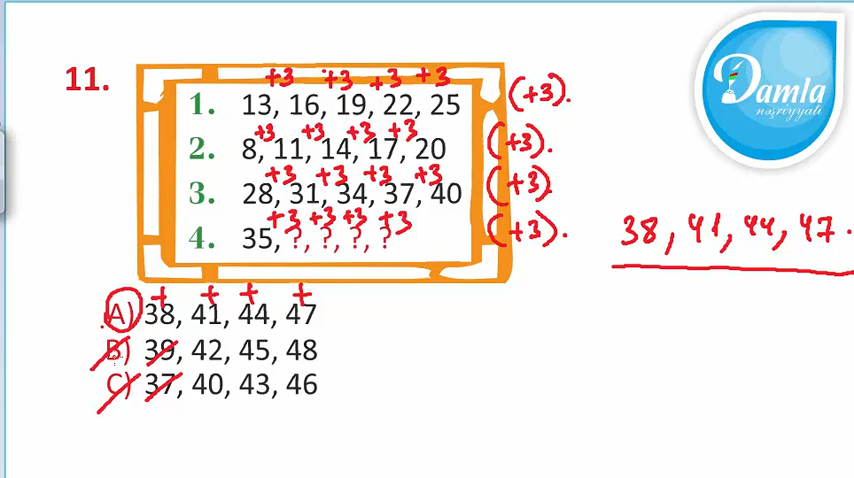 11.
+3 +3 +3 +3
1. 13, 16, 19, 22, 25 (+3).
+3 +3 +3 +3
2. 8, 11, 14, 17, 20 (+3).
+3 +3 +3 +3
3. 28, 31, 34, 37, 40 (+3)
+3 +3 +3 +3
4. 35, ?, ?, ?, ? (+3).
+ + + +
A) 38, 41, 44, 47
B) 39, 42, 45, 48
C) 37, 40, 43, 46
Damla
nəşriyyatı
38, 41, 44, 47.